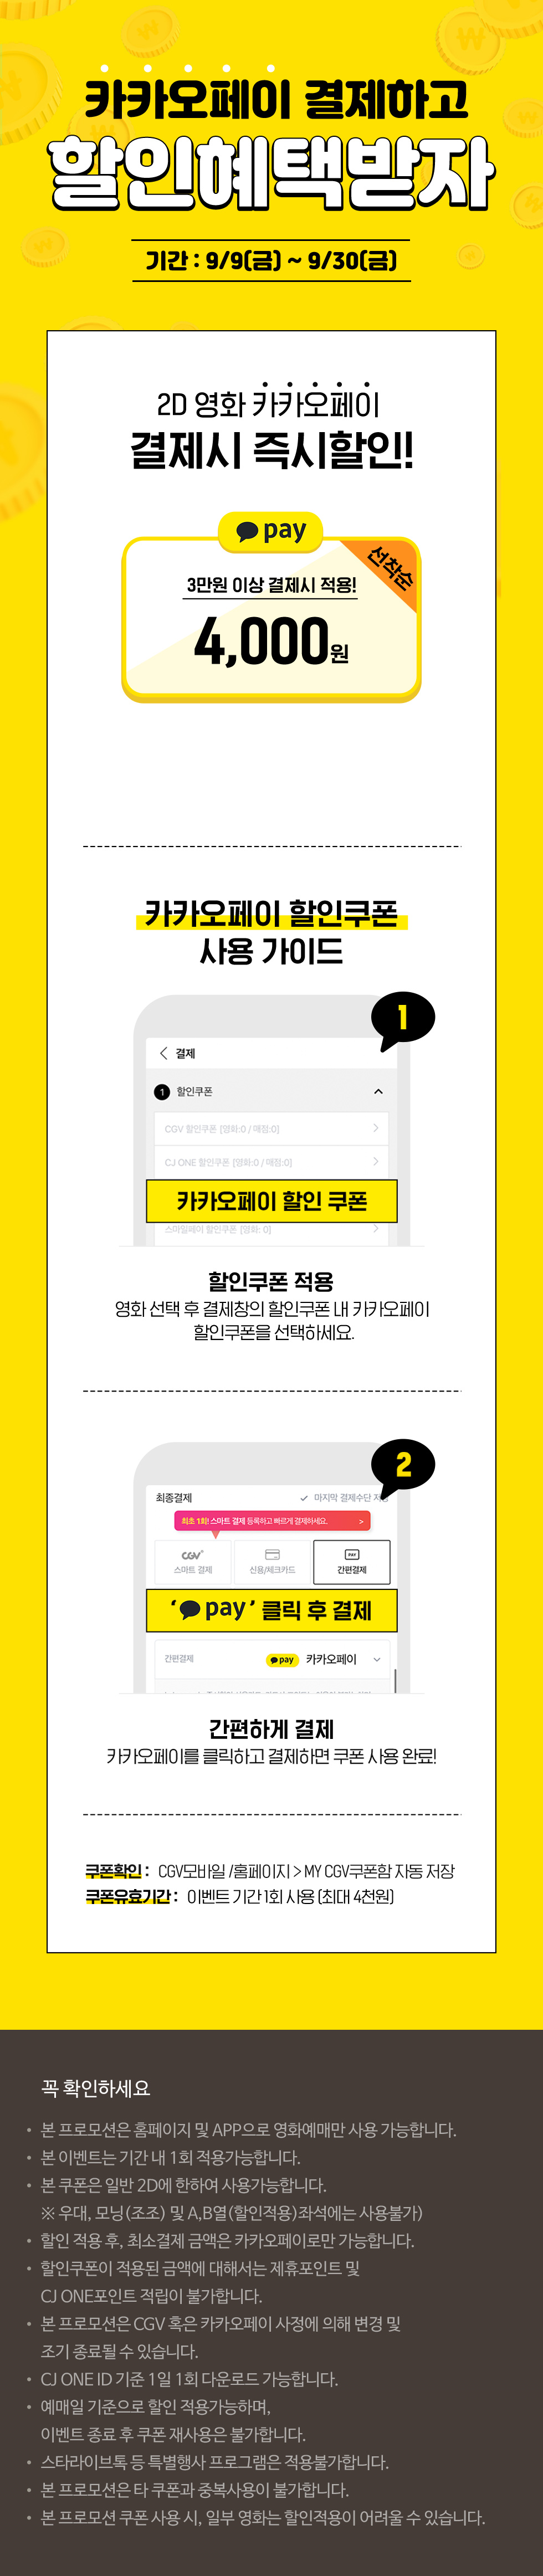 카카오페이 결제하고
할인혜택받자
기간 : 9/9(금) ~ 9/30(금)
2D 영화 카카오페이
결제시 즉시할인!
pay
선착순
3만원 이상 결제시 적용!
4,000원
카카오페이 할인쿠폰
사용 가이드
1
결제
1 할인쿠폰
CGV 할인쿠폰 [영화:0 / 매점:0]
CJ ONE 할인쿠폰 [영화:0 / 매점:0]
카카오페이 할인 쿠폰
스마일페이 할인쿠폰 [영화: 0]
할인쿠폰 적용
영화 선택 후 결제창의 할인쿠폰 내 카카오페이
할인쿠폰을 선택하세요.
2
최종결제 마지막 결제수단
최초 1회! 스마트 결제 등록하고 빠르게 결제하세요. >
CGV PAY
스마트 결제 신용/체크카드 간편결제
‘pay’ 클릭 후 결제
간편결제 pay 카카오페이
간편하게 결제
카카오페이를 클릭하고 결제하면 쿠폰 사용 완료!
쿠폰확인 : CGV모바일 /홈페이지 > MY CGV쿠폰함 자동 저장
쿠폰유효기간 : 이벤트 기간 1회 사용 (최대 4천원)
꼭 확인하세요
• 본 프로모션은 홈페이지 및 APP으로 영화예매만 사용 가능합니다.
• 본 이벤트는 기간 내 1회 적용가능합니다.
• 본 쿠폰은 일반 2D에 한하여 사용가능합니다.
※ 우대, 모닝(조조) 및 A,B열(할인적용)좌석에는 사용불가)
• 할인 적용 후, 최소결제 금액은 카카오페이로만 가능합니다.
• 할인쿠폰이 적용된 금액에 대해서는 제휴포인트 및
CJ ONE포인트 적립이 불가합니다.
• 본 프로모션은 CGV 혹은 카카오페이 사정에 의해 변경 및
조기 종료될 수 있습니다.
• CJ ONE ID 기준 1일 1회 다운로드 가능합니다.
• 예매일 기준으로 할인 적용가능하며,
이벤트 종료 후 쿠폰 재사용은 불가합니다.
• 스타라이브톡 등 특별행사 프로그램은 적용불가합니다.
• 본 프로모션은 타 쿠폰과 중복사용이 불가합니다.
• 본 프로모션 쿠폰 사용 시, 일부 영화는 할인적용이 어려울 수 있습니다.